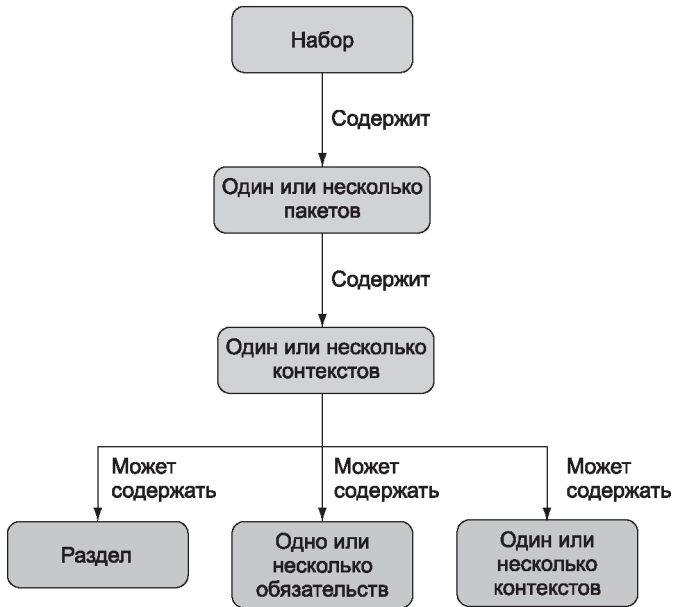 Набор
Содержит
Один или несколько
пакетов
Содержит
Один или несколько
контекстов
Может
содержать
Может
содержать
Может
содержать
Раздел
Одно или
несколько
обязательств
Один или
несколько
контекстов